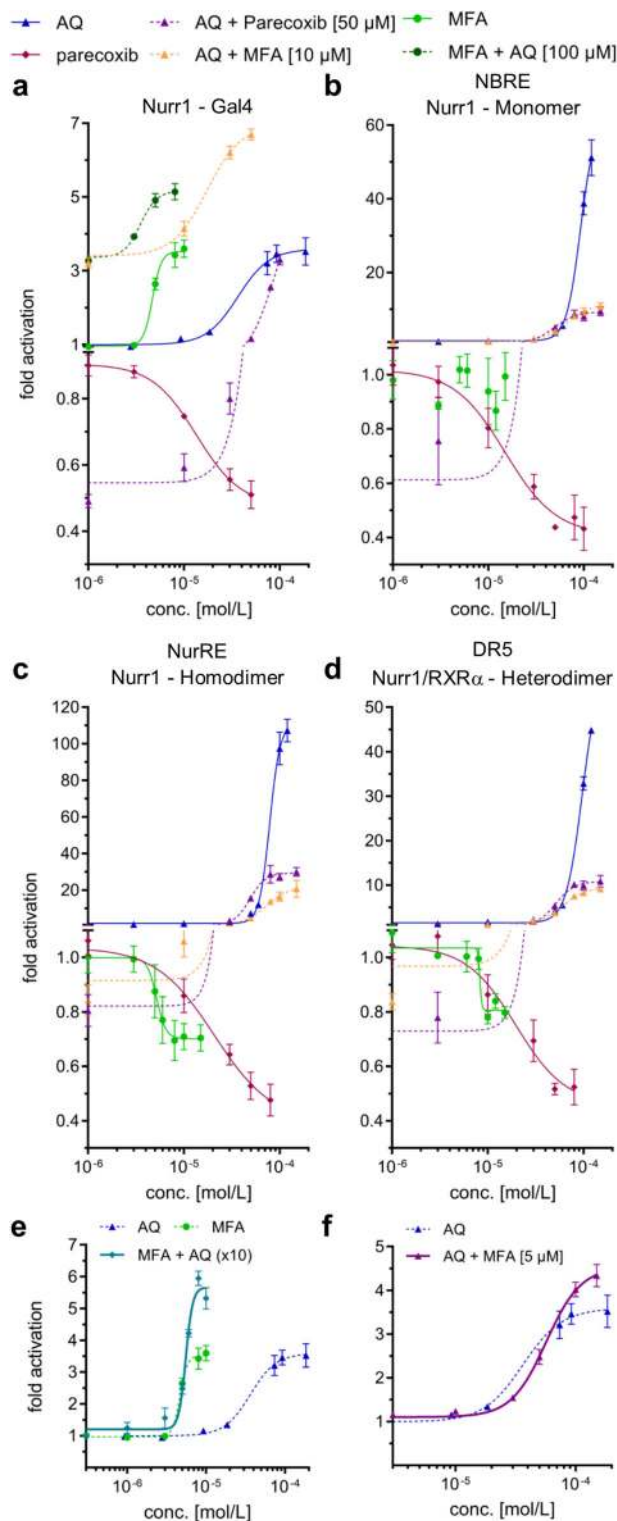 AQ
AQ + Parecoxib [50 µM]
MFA
parecoxib
AQ + MFA [10 µM]
MFA + AQ [100 µM]
a
Nurr1 - Gal4
7
5
3
1
0.8
0.6
0.4
fold activation
10-6
10-5
10-4
conc. [mol/L]
b
NBRE
Nurr1 - Monomer
60
40
20
1.0
0.8
0.6
0.4
10-6
10-5
10-4
conc. [mol/L]
c
NurRE
Nurr1 - Homodimer
120
100
80
60
40
20
1.0
0.8
0.6
0.4
fold activation
10-6
10-5
10-4
conc. [mol/L]
d
DR5
Nurr1/RXRα - Heterodimer
50
40
30
20
10
1.0
0.8
0.6
0.4
10-6
10-5
10-4
conc. [mol/L]
e
AQ
MFA
MFA + AQ (x10)
7
6
5
4
3
2
1
fold activation
10-6
10-5
10-4
conc. [mol/L]
f
AQ
AQ + MFA [5 µM]
5
4
3
2
1
10-5
10-4
conc. [mol/L]